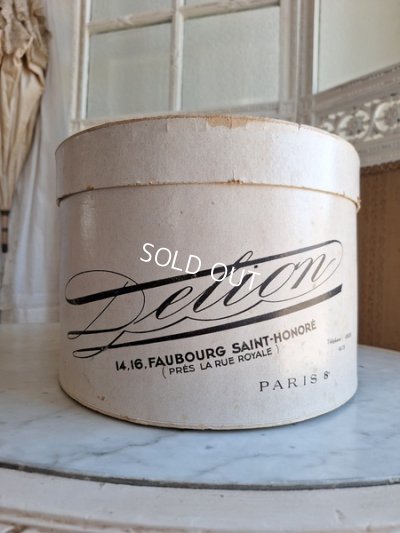 SOLD OUT
Delion
14,16, FAUBOURG SAINT-HONORÉ
(PRÈS LA RUE ROYALE)
PARIS 8ᵉ